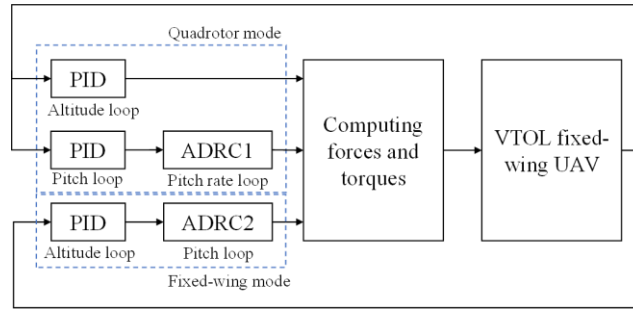 Quadrotor mode
PID
Altitude loop
PID
Pitch loop
ADRC1
Pitch rate loop
PID
Altitude loop
ADRC2
Pitch loop
Fixed-wing mode
Computing
forces and
torques
VTOL fixed-
wing UAV